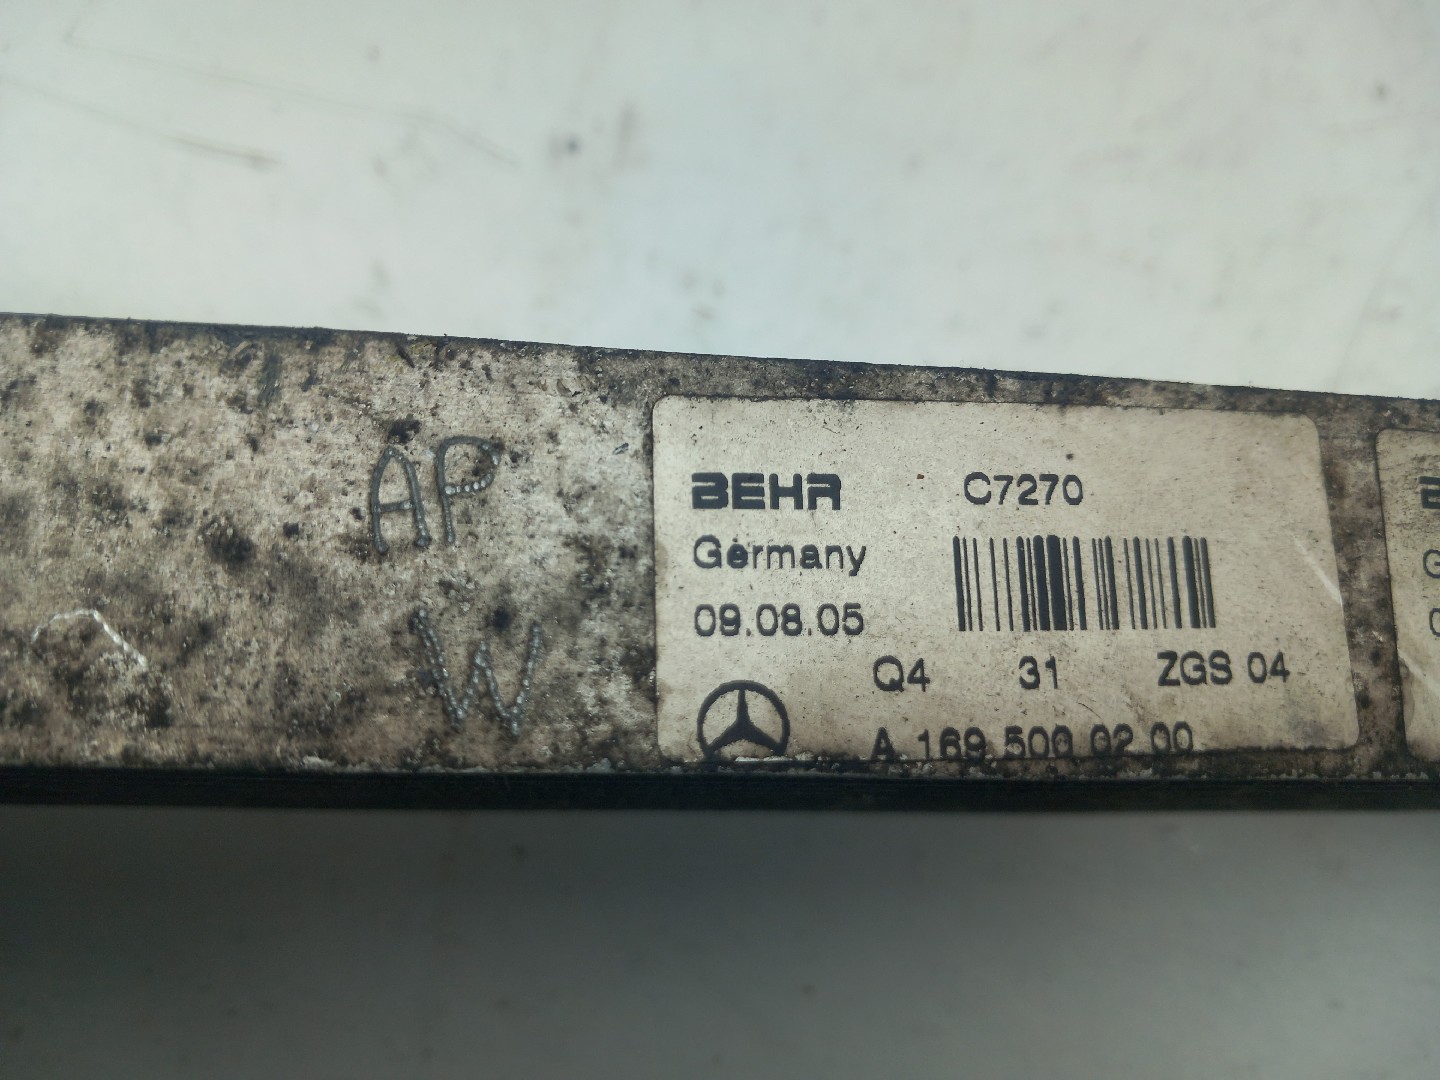 AP
W
BEHR C7270
Germany
09.08.05
Q4 31 ZGS 04
A 169 500 02 00